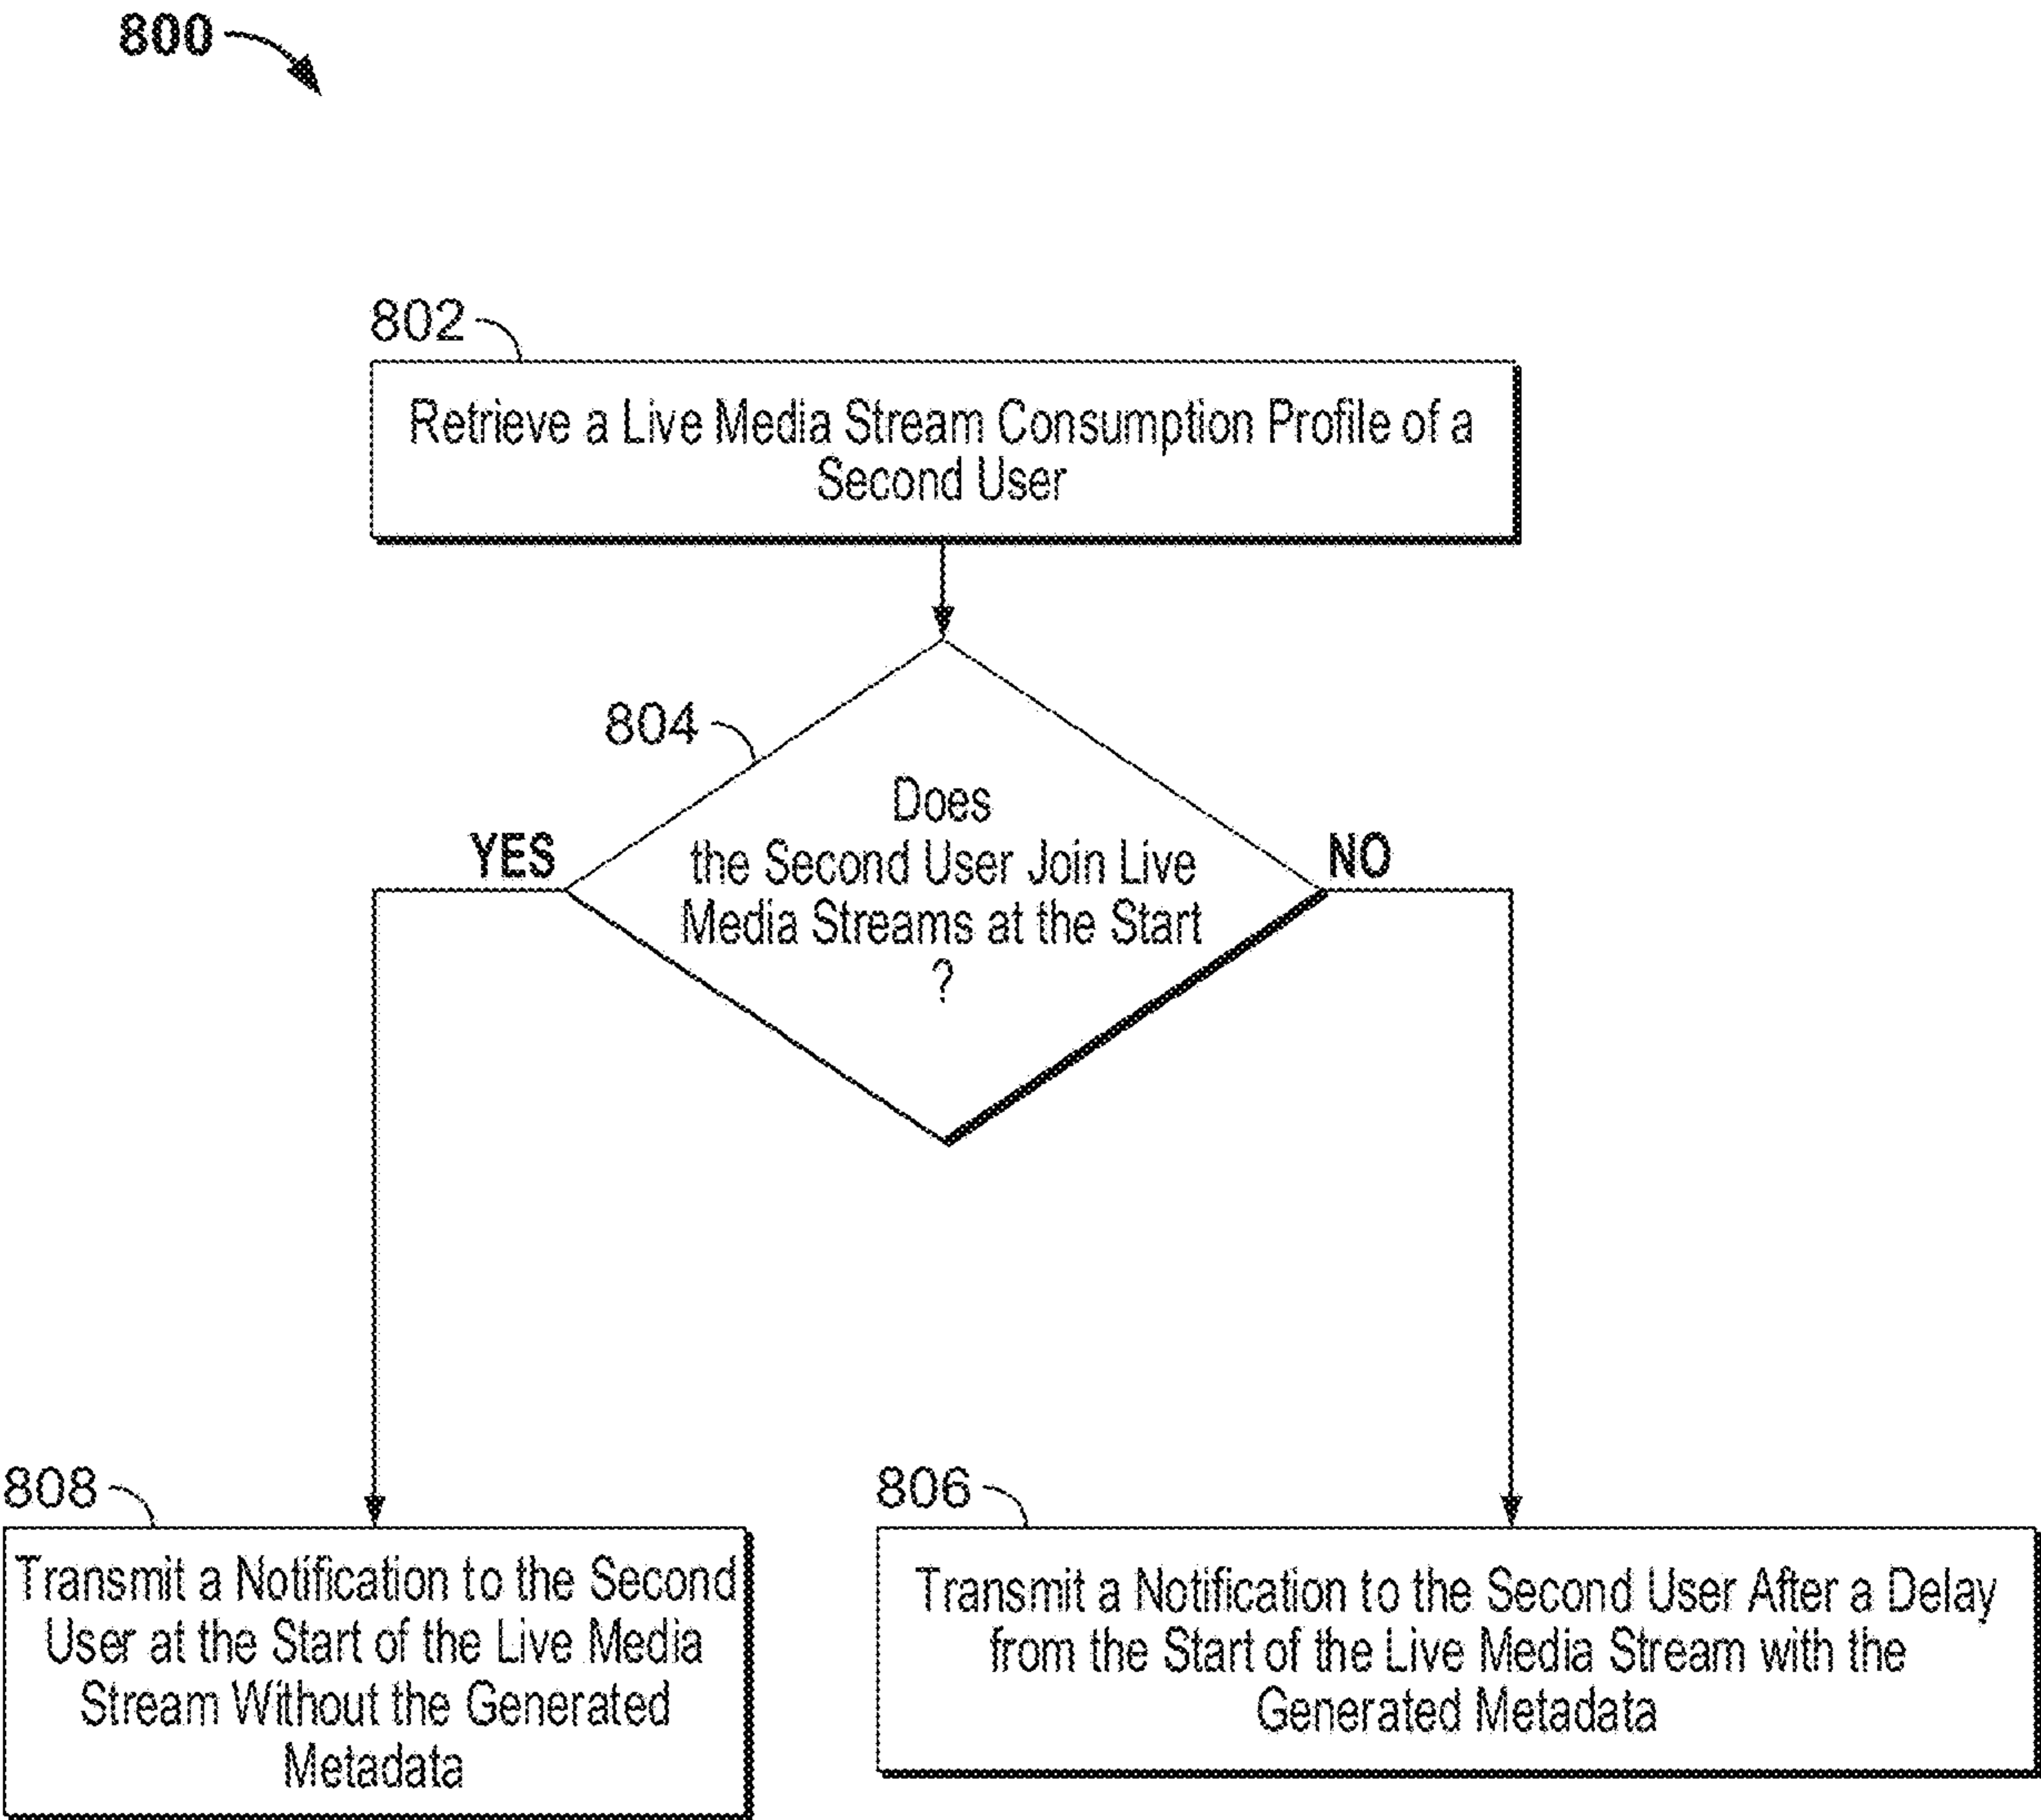 800
802
Retrieve a Live Media Stream Consumption Profile of a
Second User
804
Does
the Second User Join Live
Media Streams at the Start
?
YES
NO
808
Transmit a Notification to the Second
User at the Start of the Live Media
Stream Without the Generated
Metadata
806
Transmit a Notification to the Second User After a Delay
from the Start of the Live Media Stream with the
Generated Metadata